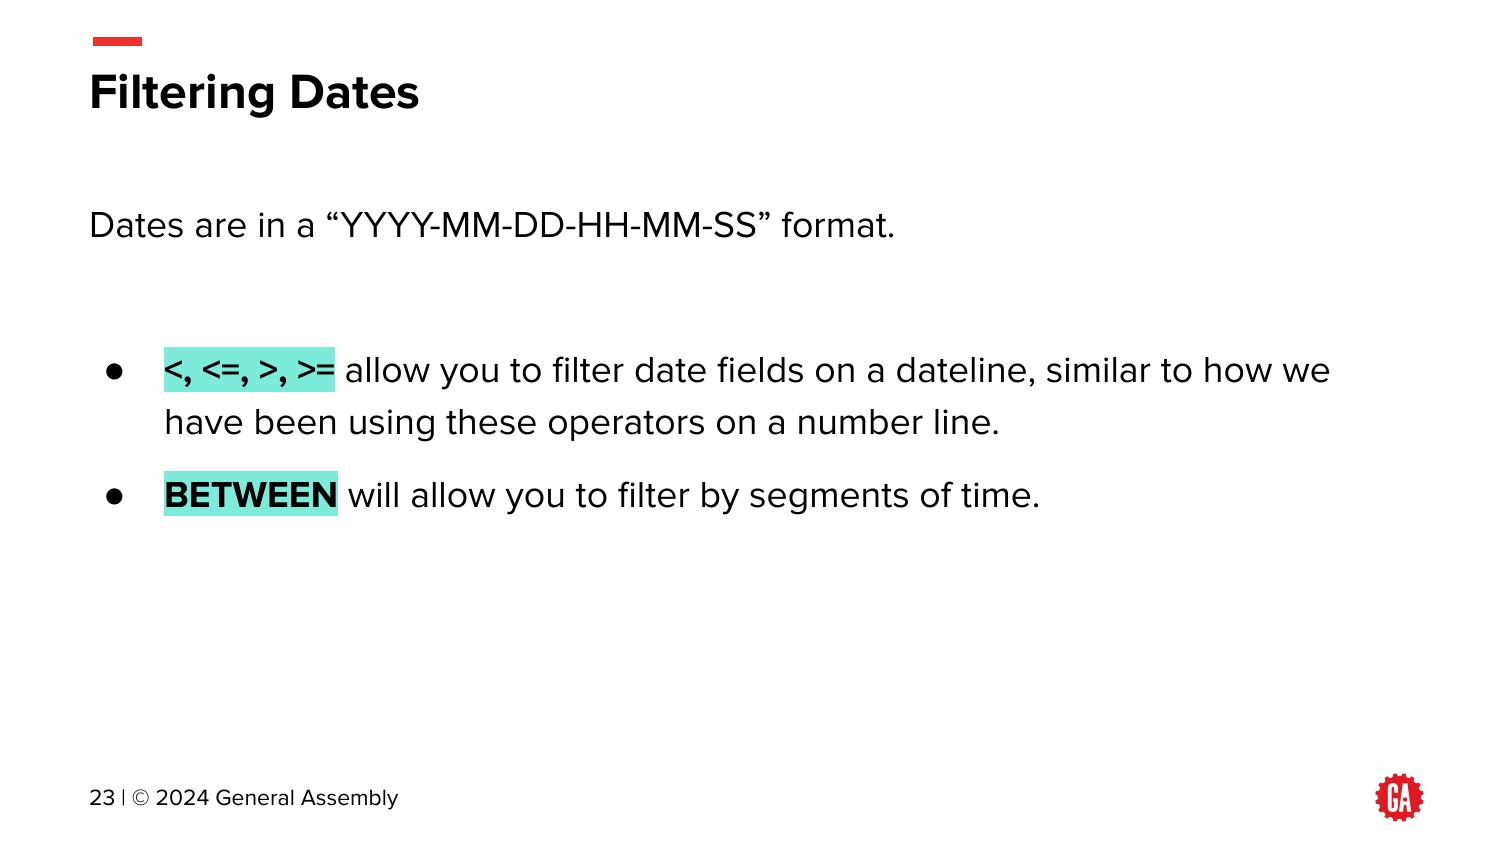 Filtering Dates
Dates are in a “YYYY-MM-DD-HH-MM-SS” format.
● <, <=, >, >= allow you to filter date fields on a dateline, similar to how we
have been using these operators on a number line.
● BETWEEN will allow you to filter by segments of time.
23 | © 2024 General Assembly
GA